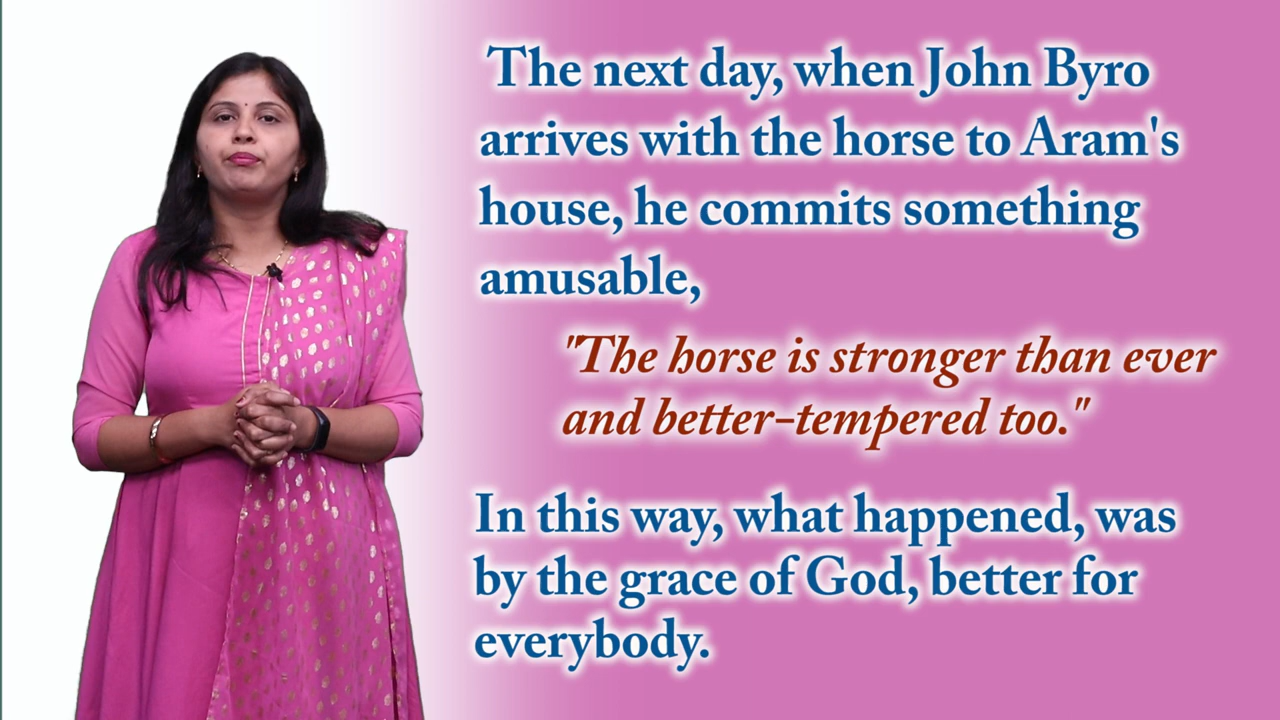 The next day, when John Byro
arrives with the horse to Aram's
house, he commits something
amusable,
"The horse is stronger than ever
and better-tempered too."
In this way, what happened, was
by the grace of God, better for
everybody.